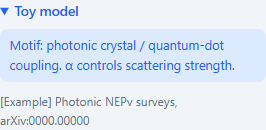 ▼ Toy model
Motif: photonic crystal / quantum-dot
coupling. α controls scattering strength.
[Example] Photonic NEPv surveys,
arXiv:0000.00000